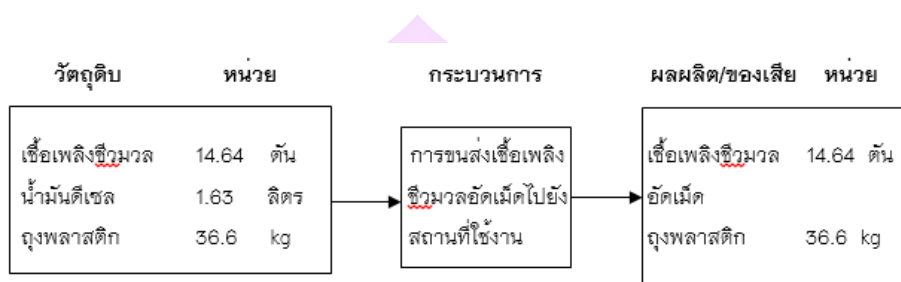 วัตถุดิบ หน่วย กระบวนการ ผลผลิต/ของเสีย หน่วย
เชื้อเพลิงชีวมวล 14.64 ตัน
น้ำมันดีเซล 1.63 ลิตร
ถุงพลาสติก 36.6 kg
การขนส่งเชื้อเพลิง
ชีวมวลอัดเม็ดไปยัง
สถานที่ใช้งาน
เชื้อเพลิงชีวมวล 14.64 ตัน
อัดเม็ด
ถุงพลาสติก 36.6 kg